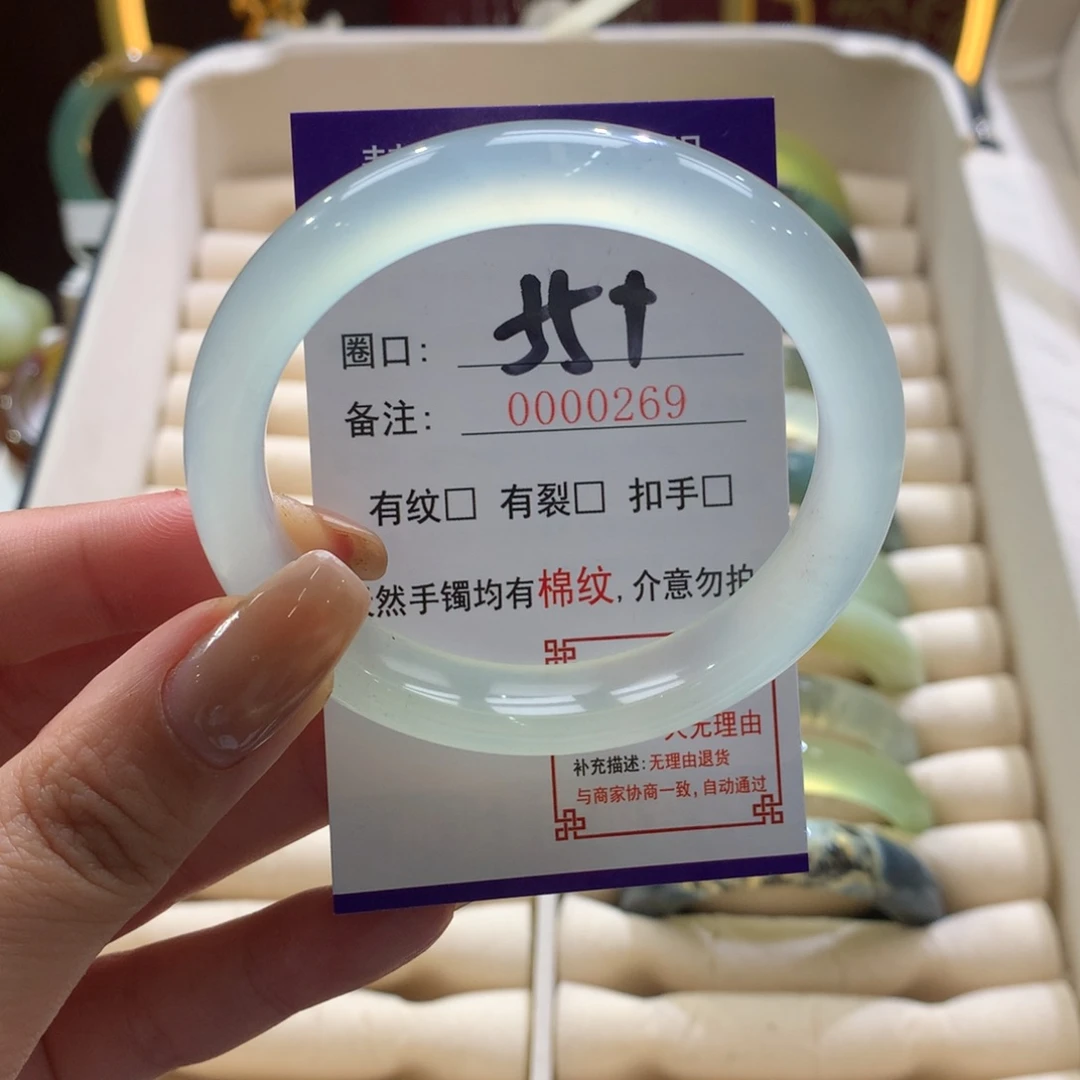 圈口:
备注: 0000269
有纹□ 有裂□ 扣手□
然手镯均有棉纹,介意勿拍
无理由
补充描述:无理由退货
与商家协商一致,自动通过